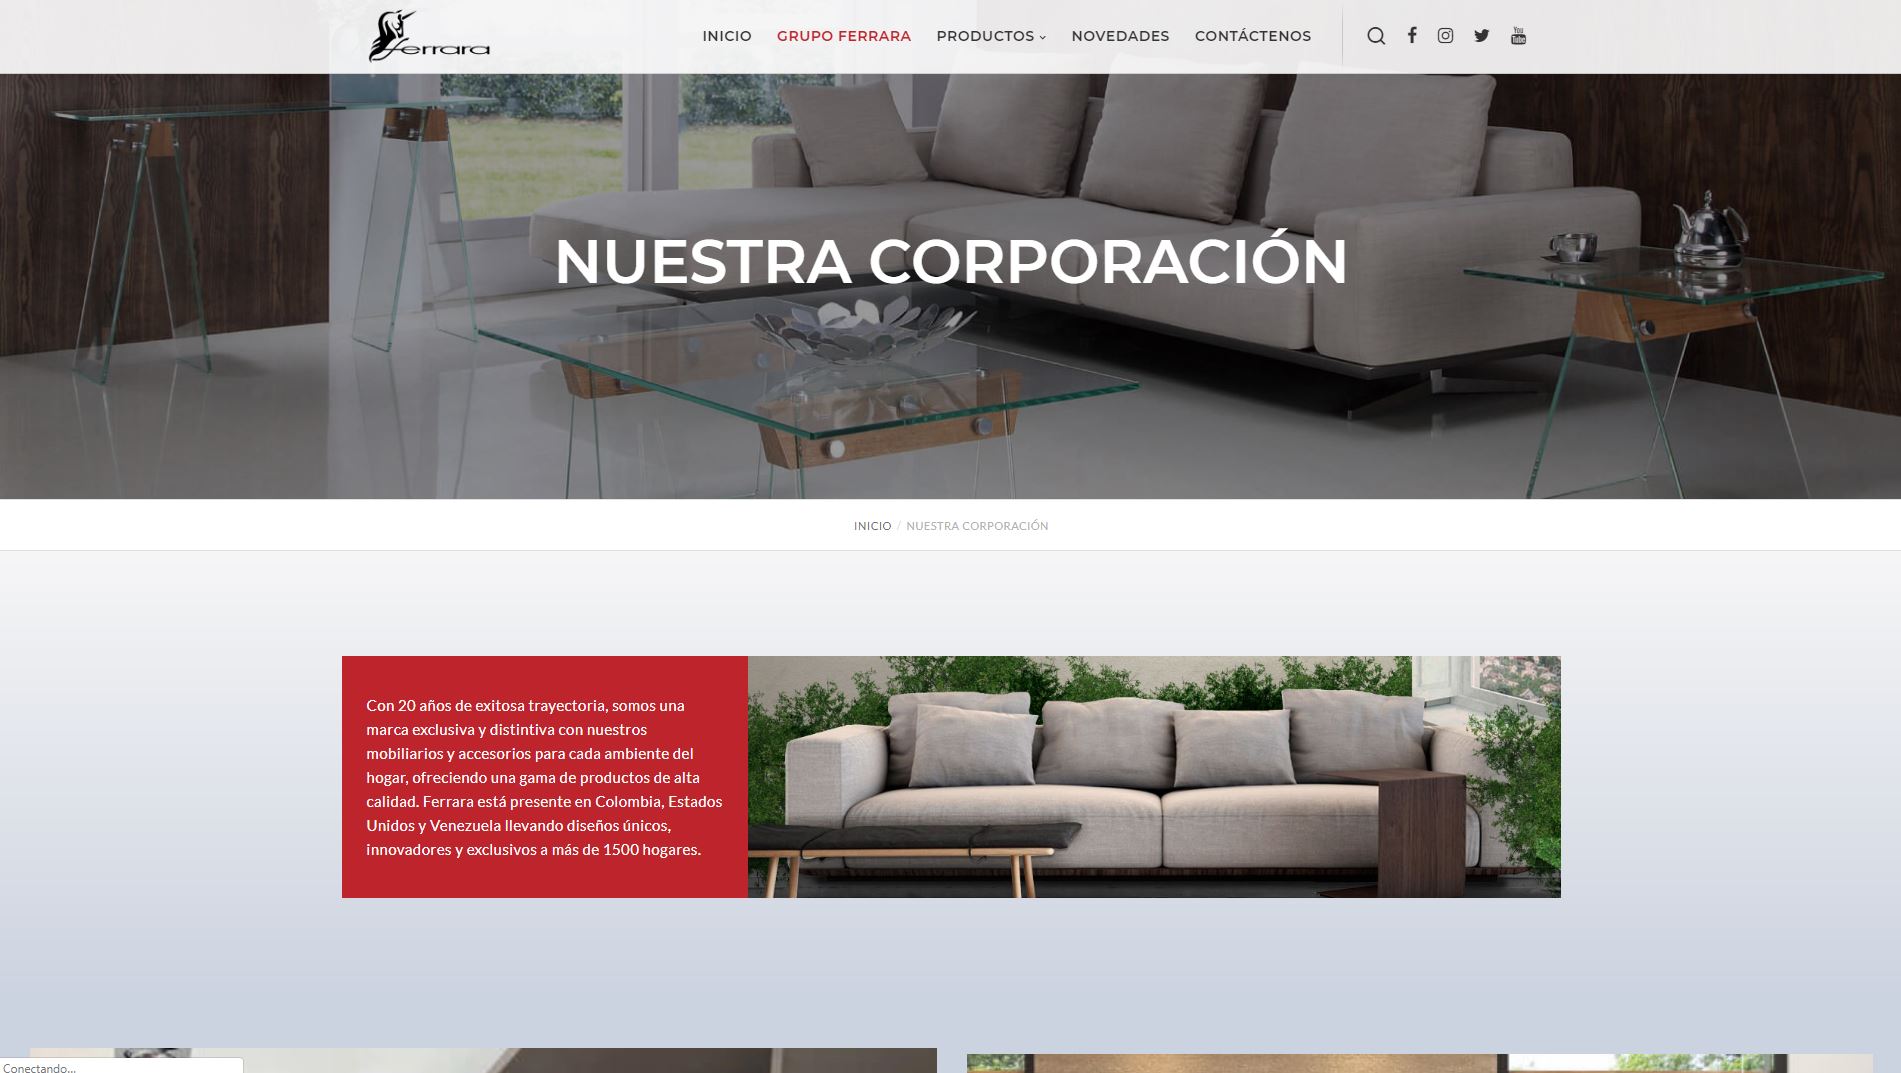 Ferrara
INICIO GRUPO FERRARA PRODUCTOS NOVEDADES CONTÁCTENOS
You
Tube
NUESTRA CORPORACIÓN
INICIO / NUESTRA CORPORACIÓN
Con 20 años de exitosa trayectoria, somos una
marca exclusiva y distintiva con nuestros
mobiliarios y accesorios para cada ambiente del
hogar, ofreciendo una gama de productos de alta
calidad. Ferrara está presente en Colombia, Estados
Unidos y Venezuela llevando diseños únicos,
innovadores y exclusivos a más de 1500 hogares.
Conectando...